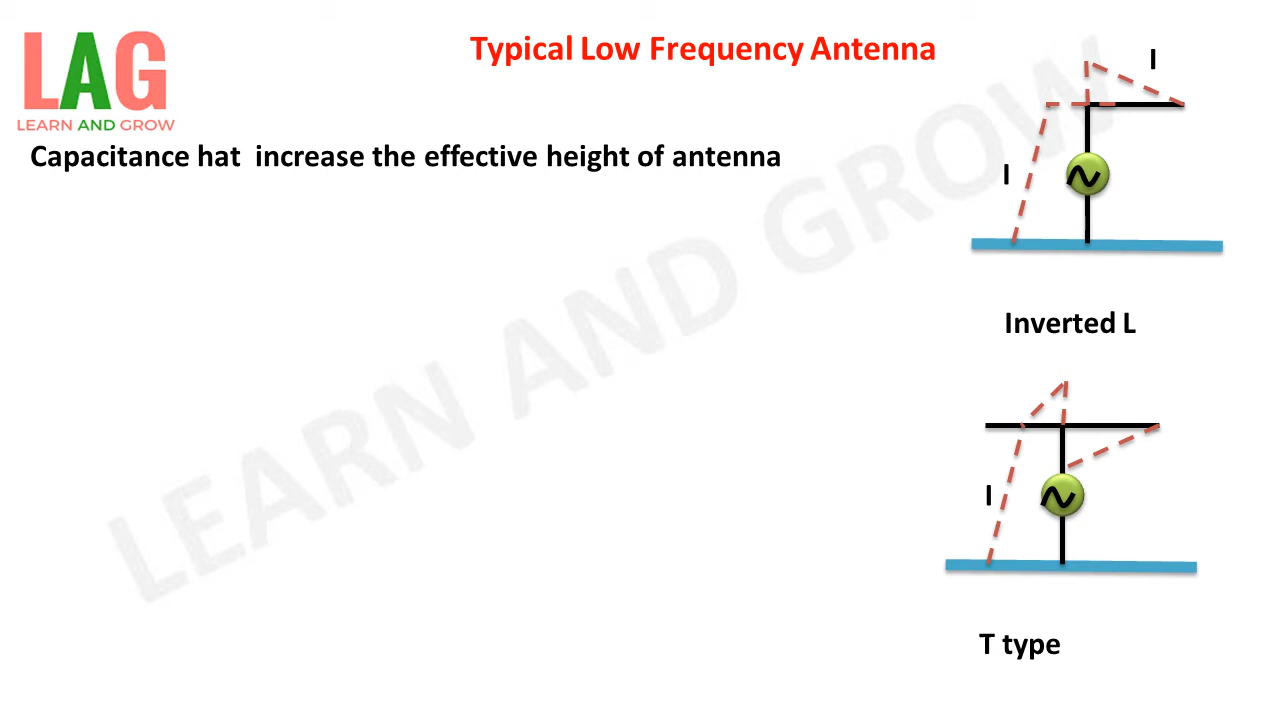 LAG
LEARN AND GROW
Typical Low Frequency Antenna
Capacitance hat increase the effective height of antenna
I
I
Inverted L
I
T type
LEARN AND GROW